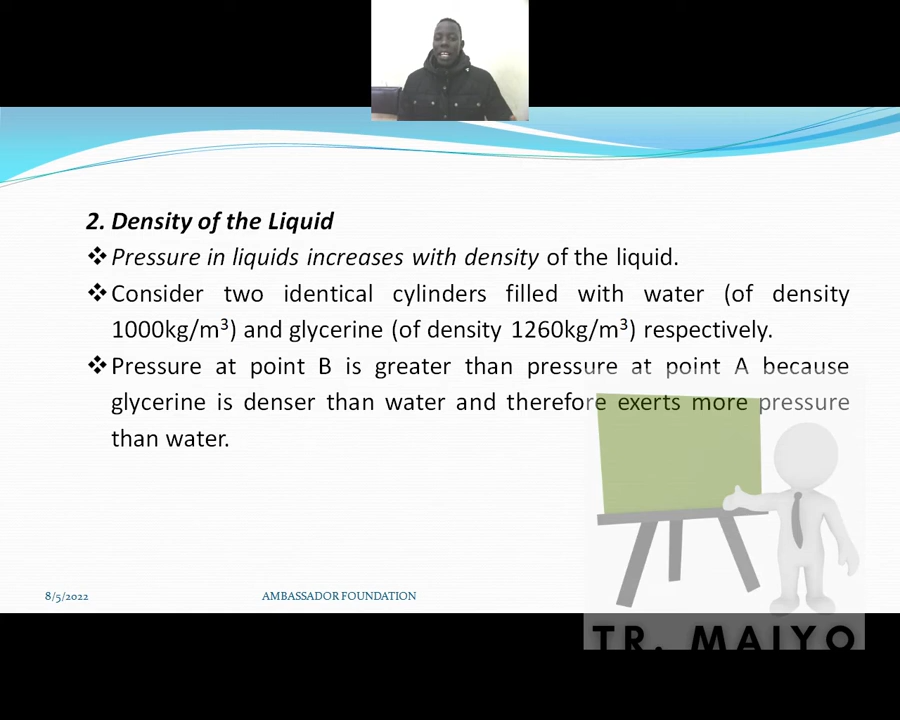 2. Density of the Liquid
❖ Pressure in liquids increases with density of the liquid.
❖ Consider two identical cylinders filled with water (of density
1000kg/m³) and glycerine (of density 1260kg/m³) respectively.
❖ Pressure at point B is greater than pressure at point A because
glycerine is denser than water and therefore exerts more pressure
than water.
8/5/2022
AMBASSADOR FOUNDATION
TR. MAIYO